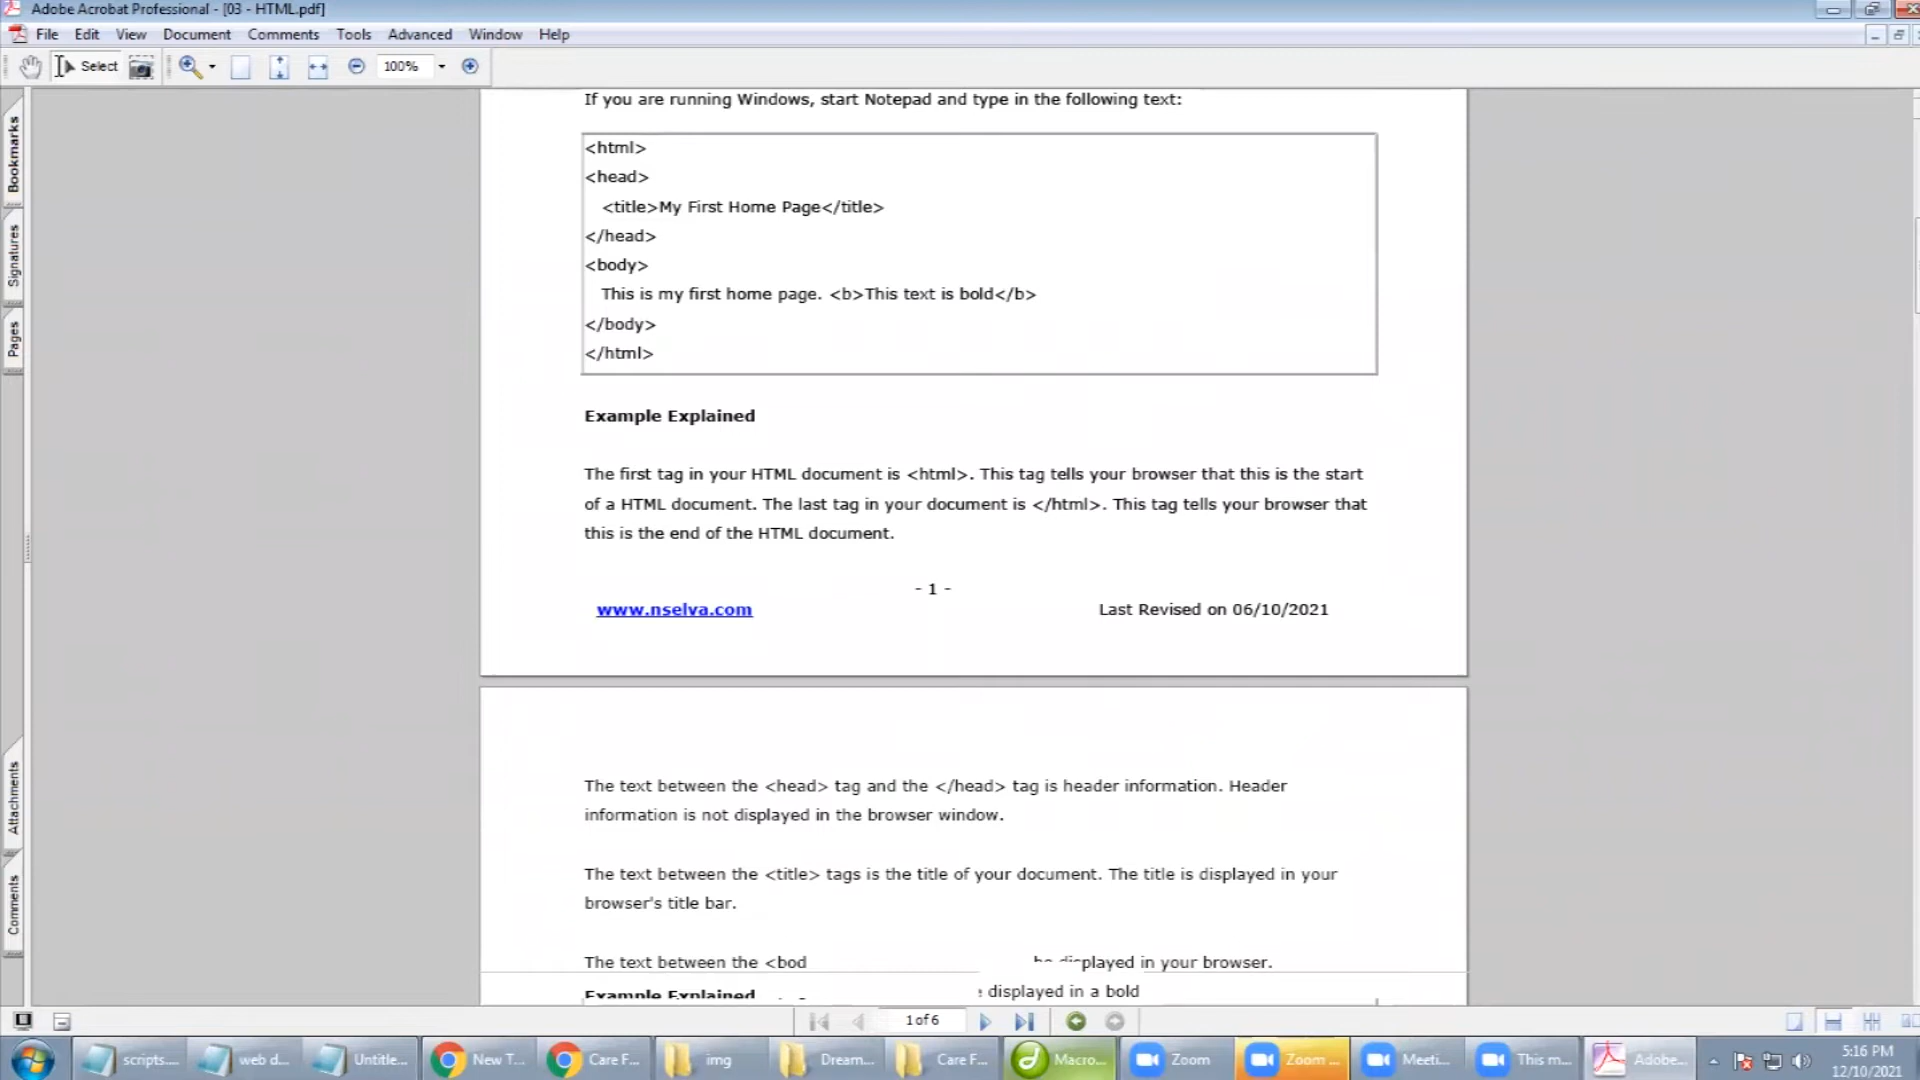 Adobe Acrobat Professional - [03 - HTML.pdf]
File Edit View Document Comments Tools Advanced Window Help
Select 100%
Bookmarks
Signatures
Pages
Attachments
Comments
If you are running Windows, start Notepad and type in the following text:
<html>
<head>
<title>My First Home Page</title>
</head>
<body>
This is my first home page. <b>This text is bold</b>
</body>
</html>
Example Explained
The first tag in your HTML document is <html>. This tag tells your browser that this is the start
of a HTML document. The last tag in your document is </html>. This tag tells your browser that
this is the end of the HTML document.
- 1 -
www.nselva.com Last Revised on 06/10/2021
The text between the <head> tag and the </head> tag is header information. Header
information is not displayed in the browser window.
The text between the <title> tags is the title of your document. The title is displayed in your
browser's title bar.
The text between the <bod displayed in your browser.
Example Explained displayed in a bold
1 of 6
scripts.... web d... Untitle... New T... Care F... img Dream... Care F... Macro... Zoom Zoom ... Meeti... This m... Adobe... 5:16 PM
12/10/2021